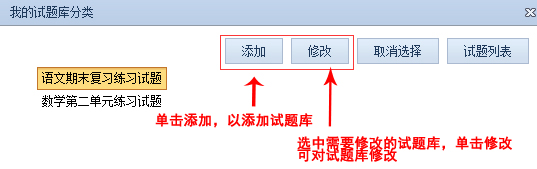 我的试题库分类
添加 修改 取消选择 试题列表
语文期末复习练习试题
数学第二单元练习试题
单击添加，以添加试题库
选中需要修改的试题库，单击修改
可对试题库修改